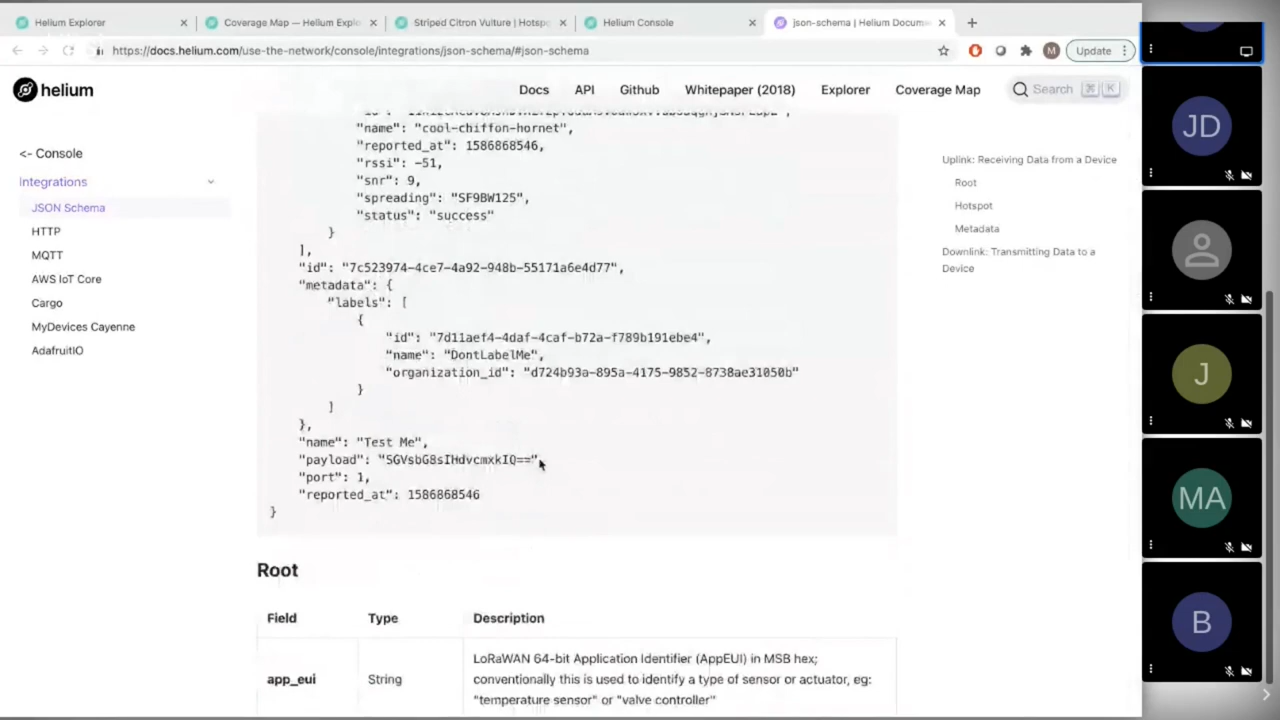 Helium Explorer
Coverage Map — Helium Explo
Striped Citron Vulture | Hotsp
Helium Console
json-schema | Helium Docume
https://docs.helium.com/use-the-network/console/integrations/json-schema/#json-schema
M
Update
helium
Docs
API
Github
Whitepaper (2018)
Explorer
Coverage Map
Search
⌘
K
<- Console
Integrations
JSON Schema
HTTP
MQTT
AWS IoT Core
Cargo
MyDevices Cayenne
AdafruitIO
"name": "cool-chiffon-hornet",
"reported_at": 1586868546,
"rssi": -51,
"snr": 9,
"spreading": "SF9BW125",
"status": "success"
}
],
"id": "7c523974-4ce7-4a92-948b-55171a6e4d77",
"metadata": {
"labels": [
{
"id": "7d11aef4-4daf-4caf-b72a-f789b191ebe4",
"name": "DontLabelMe",
"organization_id": "d724b93a-895a-4175-9852-8738ae31050b"
}
]
},
"name": "Test Me",
"payload": "SGVsbG8sIHdvcmxkIQ==",
"port": 1,
"reported_at": 1586868546
}
Root
Field
Type
Description
app_eui
String
LoRaWAN 64-bit Application Identifier (AppEUI) in MSB hex;
conventionally this is used to identify a type of sensor or actuator, eg:
"temperature sensor" or "valve controller"
Uplink: Receiving Data from a Device
Root
Hotspot
Metadata
Downlink: Transmitting Data to a
Device
JD
J
MA
B